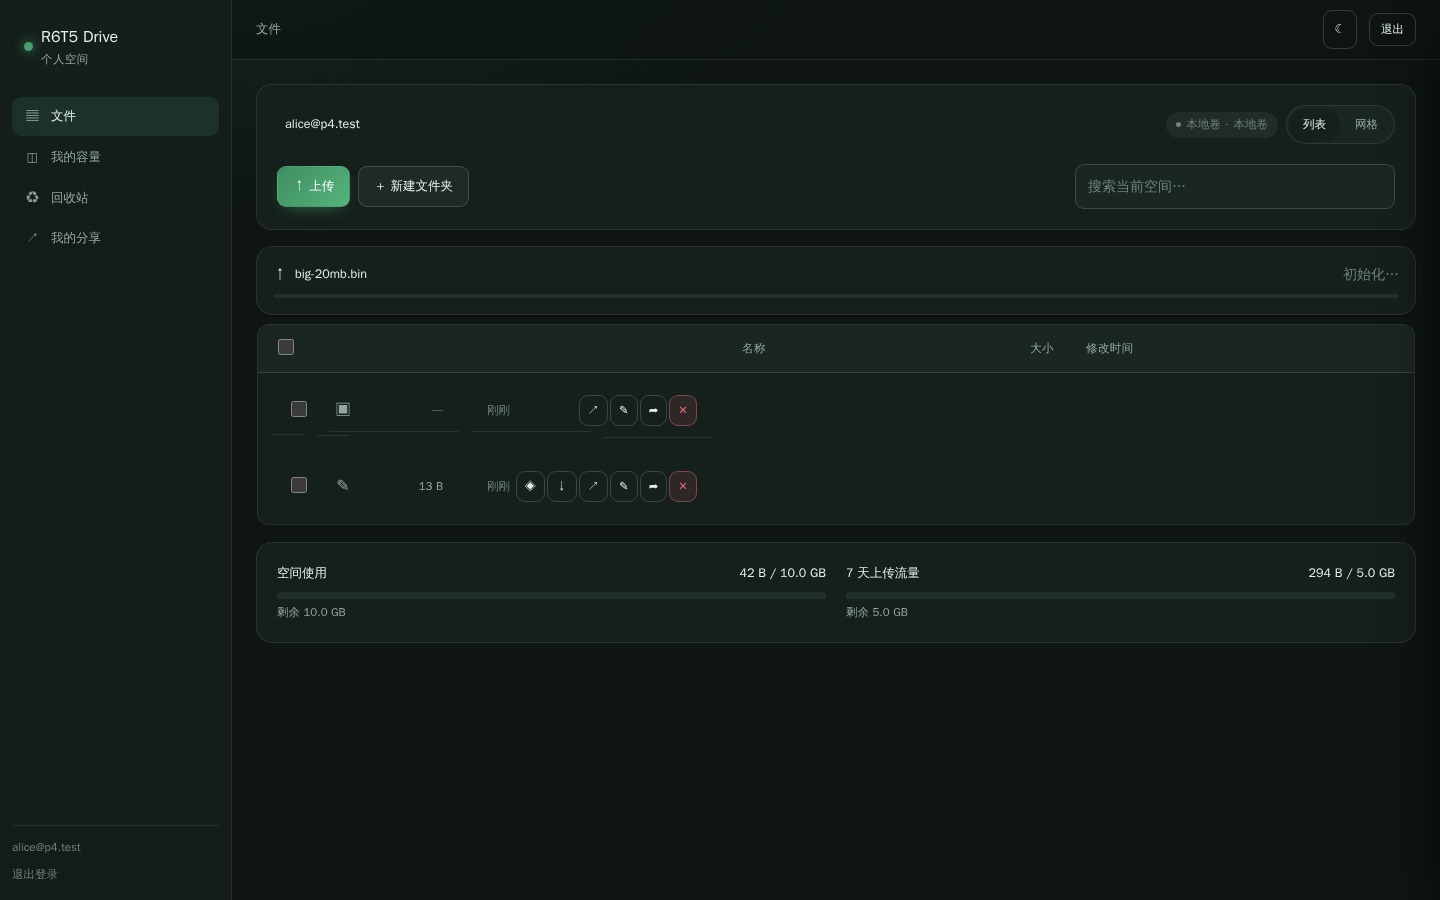 R6T5 Drive
个人空间
文件
我的容量
回收站
我的分享
alice@p4.test
退出登录
文件
退出
alice@p4.test
本地卷 · 本地卷
列表
网格
↑ 上传
+ 新建文件夹
搜索当前空间…
↑ big-20mb.bin
初始化…
名称 大小 修改时间
— 刚刚
13 B 刚刚
空间使用 42 B / 10.0 GB
剩余 10.0 GB
7 天上传流量 294 B / 5.0 GB
剩余 5.0 GB